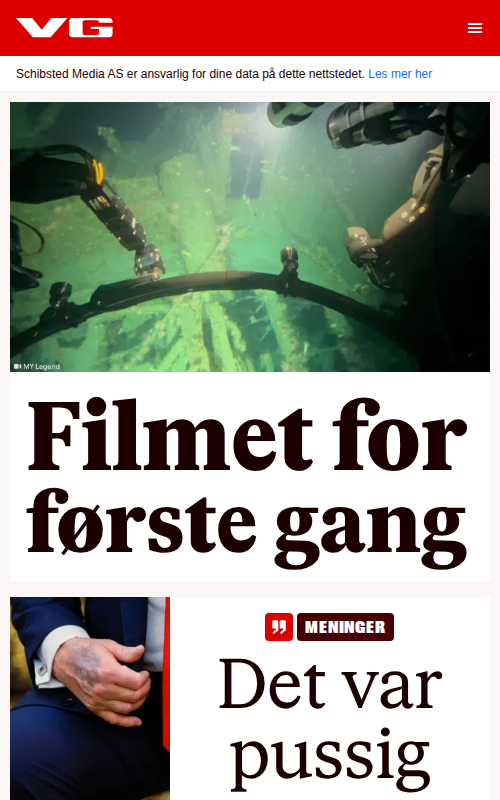 VG
Schibsted Media AS er ansvarlig for dine data på dette nettstedet. Les mer her
MY Legend
Filmet for
første gang
MENINGER
Det var
pussig